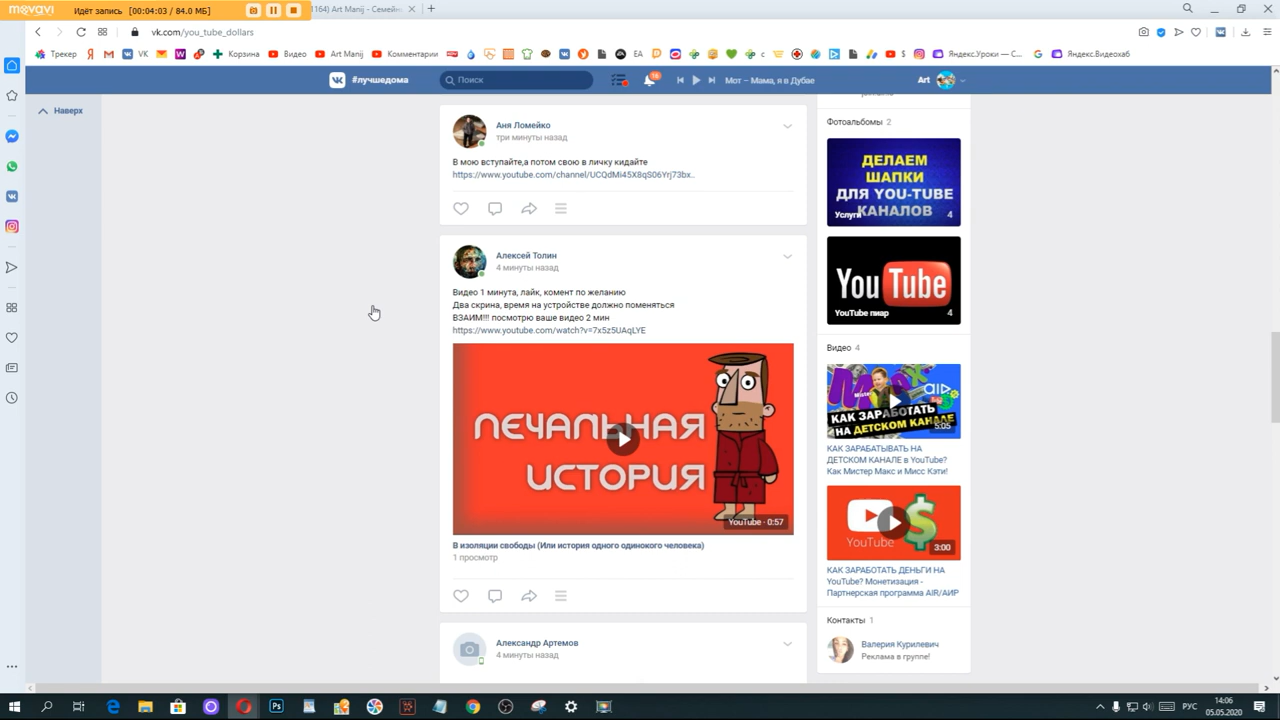 movavi
Идёт запись (00:04:03 / 84.0 МБ)
164) Art Manij - Семейн
vk.com/you_tube_dollars
Трекер
VK
Корзина
Видео
Art Manij
Комментарии
EA
c
$
Яндекс.Уроки — С...
Яндекс.Видеохаб
#лучшедома
Поиск
16
Мот – Мама, я в Дубае
Art
Наверх
Аня Ломейко
три минуты назад
В мою вступайте,а потом свою в личку кидайте
https://www.youtube.com/channel/UCQdMi45X8qS06Yrj73bx..
Алексей Толин
4 минуты назад
Видео 1 минута, лайк, комент по желанию
Два скрина, время на устройстве должно поменяться
ВЗАИМ!!! посмотрю ваше видео 2 мин
https://www.youtube.com/watch?v=7x5z5UAqLYE
ПЕЧАЛЬНАЯ
ИСТОРИЯ
YouTube · 0:57
В изоляции свободы (Или история одного одинокого человека)
1 просмотр
Александр Артемов
4 минуты назад
Фотоальбомы 2
ДЕЛАЕМ
ШАПКИ
ДЛЯ YOU-TUBE
КАНАЛОВ
Услуги
4
YouTube
YouTube пиар
4
Видео 4
КАК ЗАРАБОТАТЬ
НА ДЕТСКОМ КАНАЛЕ
5:05
КАК ЗАРАБАТЫВАТЬ НА
ДЕТСКОМ КАНАЛЕ в YouTube?
Как Мистер Макс и Мисс Кэти!
YouTube
$
3:00
КАК ЗАРАБОТАТЬ ДЕНЬГИ НА
YouTube? Монетизация -
Партнерская программа AIR/АИР
Контакты 1
Валерия Курилевич
Реклама в группе!
РУС
14:06
05.05.2020